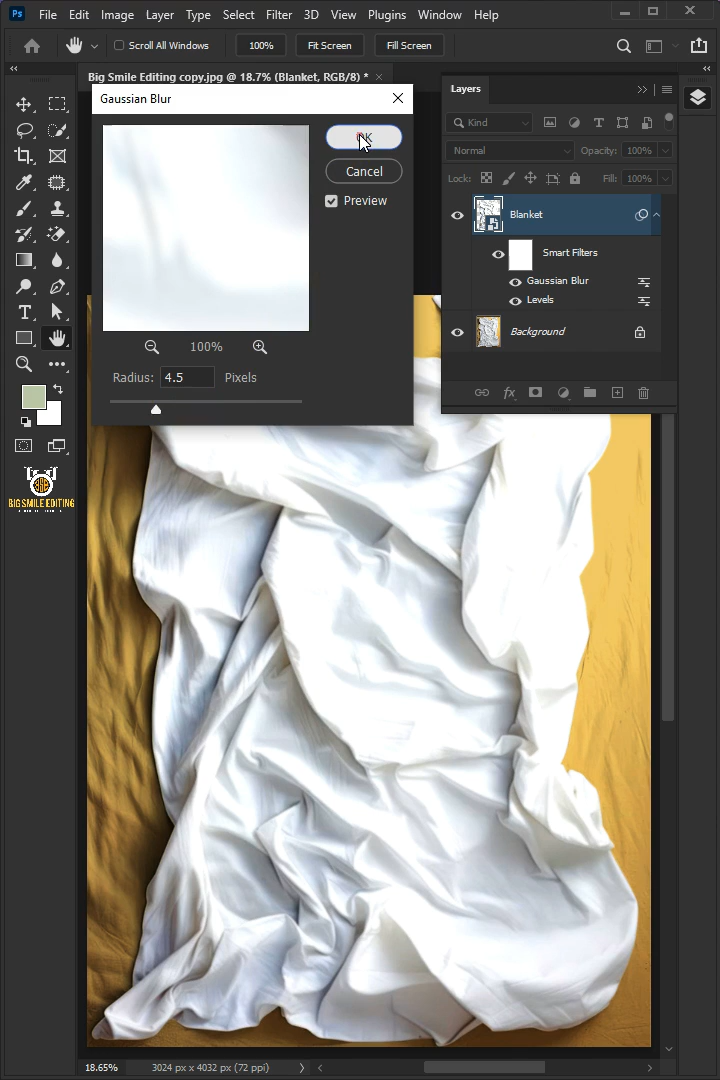 Ps File Edit Image Layer Type Select Filter 3D View Plugins Window Help
Scroll All Windows 100% Fit Screen Fill Screen
Big Smile Editing copy.jpg @ 18.7% (Blanket, RGB/8) *
Gaussian Blur
OK
Cancel
Preview
100%
Radius: 4.5 Pixels
Layers
Kind
Normal Opacity: 100%
Lock: Fill: 100%
Blanket
Smart Filters
Gaussian Blur
Levels
Background
fx
BIG SMILE EDITING
18.65% 3024 px x 4032 px (72 ppi)